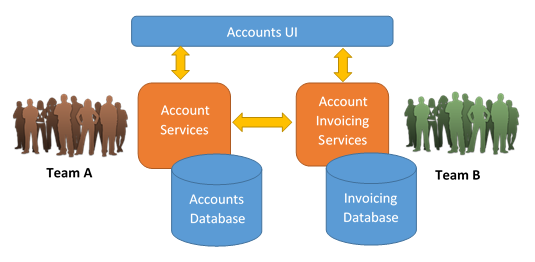 Accounts UI
Account
Services
Account
Invoicing
Services
Team A
Team B
Accounts
Database
Invoicing
Database